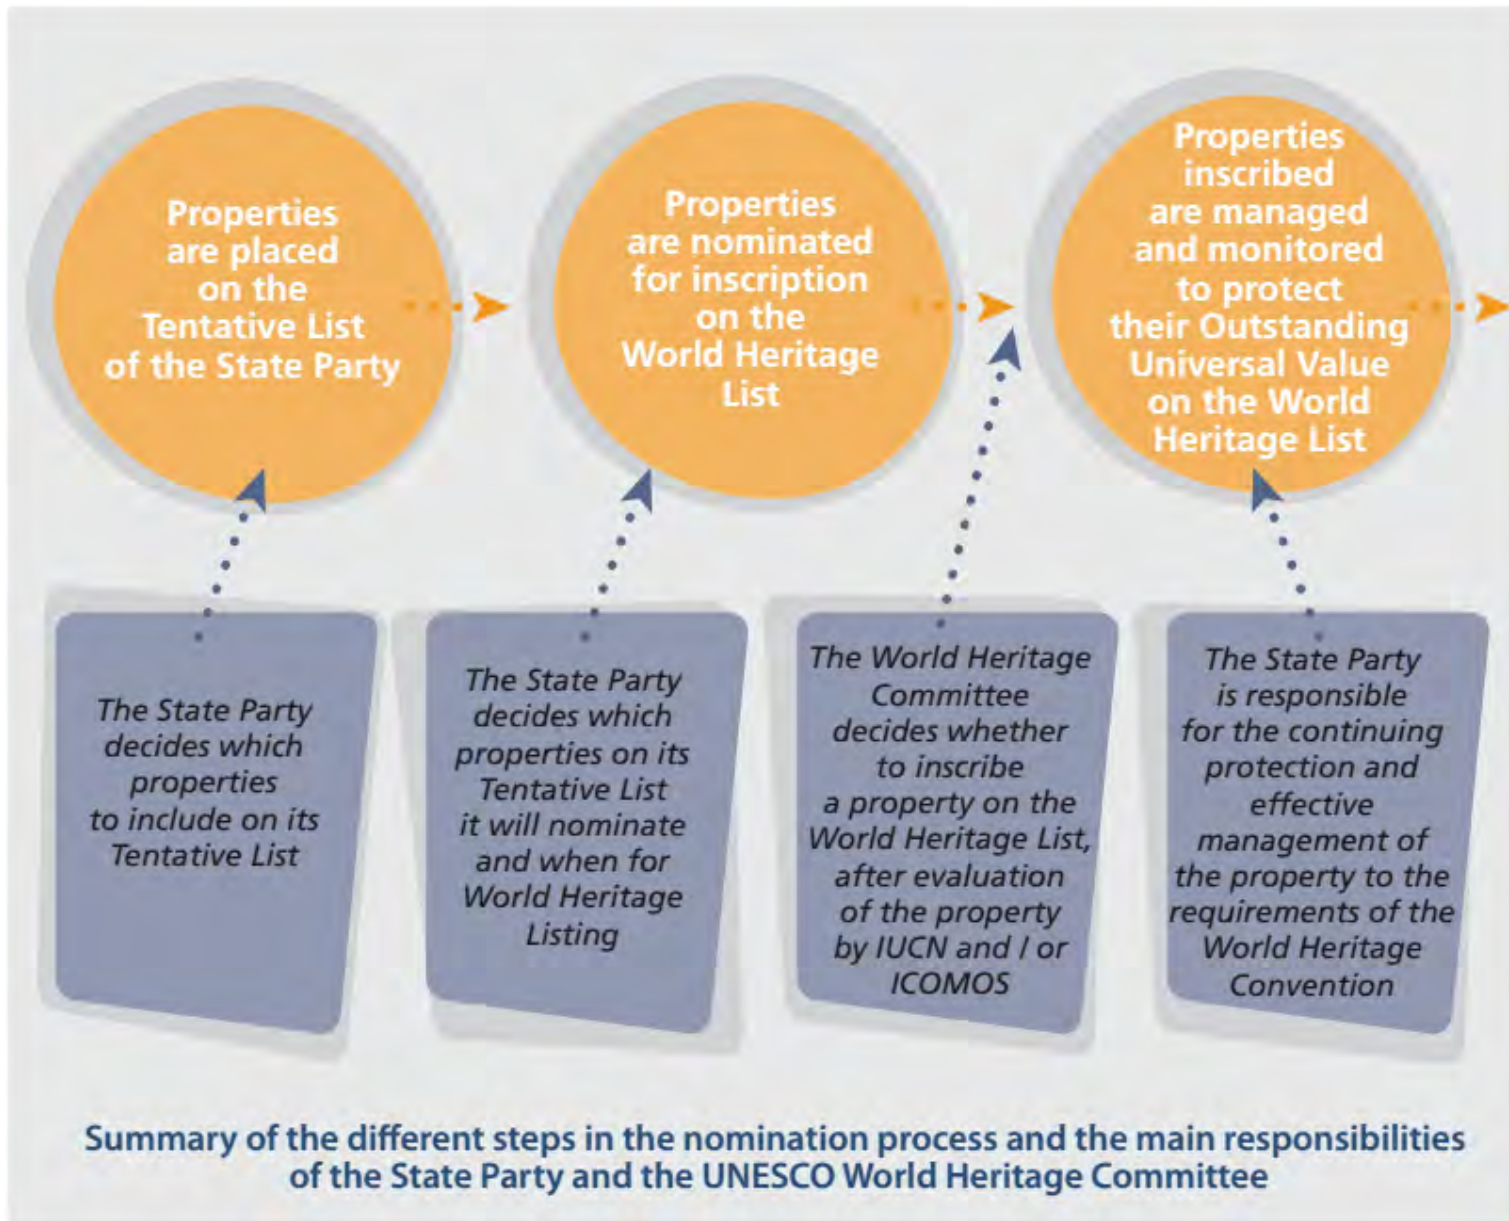 Properties
are placed
on the
Tentative List
of the State Party
Properties
are nominated
for inscription
on the
World Heritage
List
Properties
inscribed
are managed
and monitored
to protect
their Outstanding
Universal Value
on the World
Heritage List
The State Party
decides which
properties
to include on its
Tentative List
The State Party
decides which
properties on its
Tentative List
it will nominate
and when for
World Heritage
Listing
The World Heritage
Committee
decides whether
to inscribe
a property on the
World Heritage List,
after evaluation
of the property
by IUCN and / or
ICOMOS
The State Party
is responsible
for the continuing
protection and
effective
management of
the property to the
requirements of the
World Heritage
Convention
Summary of the different steps in the nomination process and the main responsibilities
of the State Party and the UNESCO World Heritage Committee